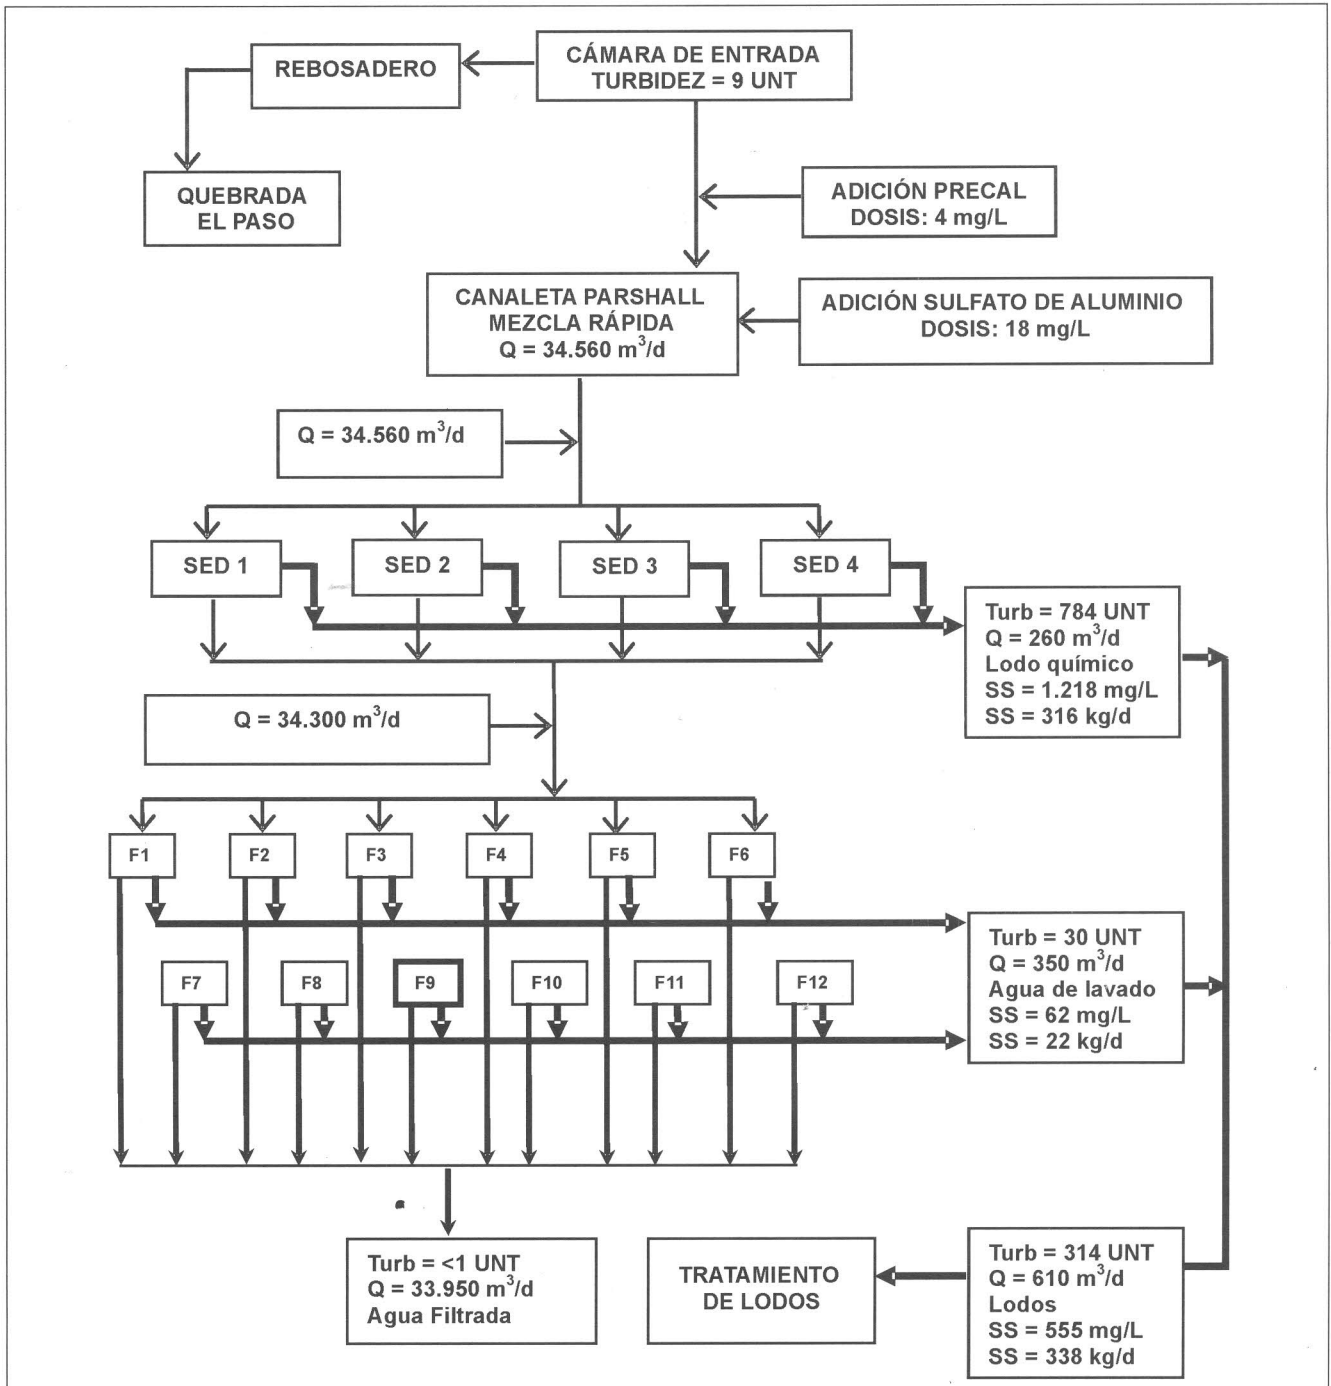 CÁMARA DE ENTRADA
TURBIDEZ = 9 UNT
REBOSADERO
QUEBRADA
EL PASO
ADICIÓN PRECAL
DOSIS: 4 mg/L
CANALETA PARSHALL
MEZCLA RÁPIDA
Q = 34.560 m³/d
ADICIÓN SULFATO DE ALUMINIO
DOSIS: 18 mg/L
Q = 34.560 m³/d
SED 1
SED 2
SED 3
SED 4
Turb = 784 UNT
Q = 260 m³/d
Lodo químico
SS = 1.218 mg/L
SS = 316 kg/d
Q = 34.300 m³/d
F1
F2
F3
F4
F5
F6
F7
F8
F9
F10
F11
F12
Turb = 30 UNT
Q = 350 m³/d
Agua de lavado
SS = 62 mg/L
SS = 22 kg/d
Turb = <1 UNT
Q = 33.950 m³/d
Agua Filtrada
TRATAMIENTO
DE LODOS
Turb = 314 UNT
Q = 610 m³/d
Lodos
SS = 555 mg/L
SS = 338 kg/d